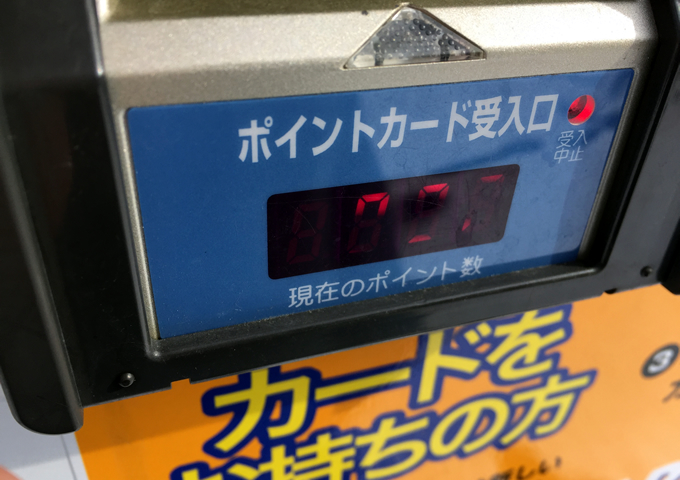 ポイントカード受入口
受入
中止
現在のポイント数
カードを
お持ちの方
3